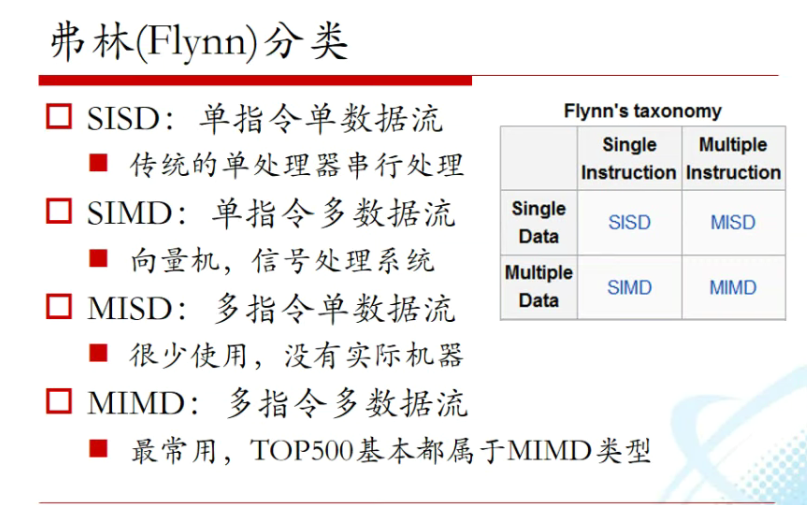 弗林(Flynn)分类
SISD：单指令单数据流
传统的单处理器串行处理
SIMD：单指令多数据流
向量机，信号处理系统
MISD：多指令单数据流
很少使用，没有实际机器
MIMD：多指令多数据流
最常用，TOP500基本都属于MIMD类型
Flynn's taxonomy
Single Multiple
Instruction Instruction
Single
Data
SISD MISD
Multiple
Data
SIMD MIMD